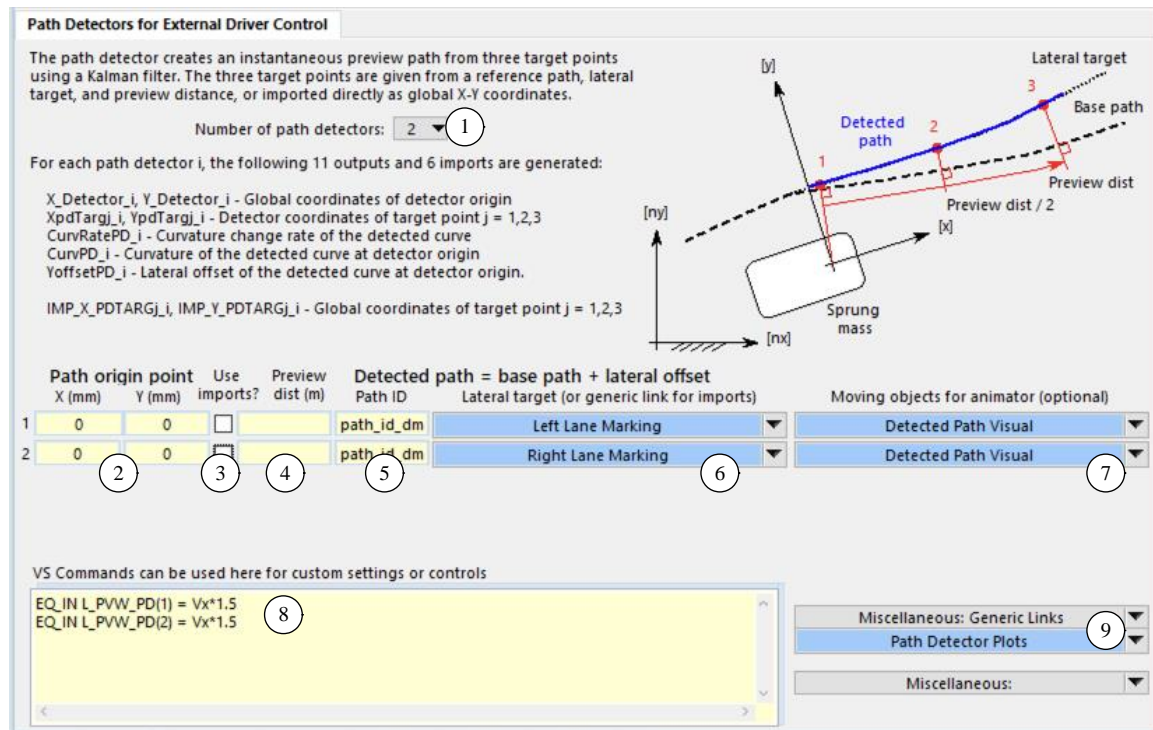 Path Detectors for External Driver Control
The path detector creates an instantaneous preview path from three target points
using a Kalman filter. The three target points are given from a reference path, lateral
target, and preview distance, or imported directly as global X-Y coordinates.
Number of path detectors: 2 1
For each path detector i, the following 11 outputs and 6 imports are generated:
X_Detector_i, Y_Detector_i - Global coordinates of detector origin
XpdTargj_i, YpdTargj_i - Detector coordinates of target point j = 1,2,3
CurvRatePD_i - Curvature change rate of the detected curve
CurvPD_i - Curvature of the detected curve at detector origin
YoffsetPD_i - Lateral offset of the detected curve at detector origin.
IMP_X_PDTARGj_i, IMP_Y_PDTARGj_i - Global coordinates of target point j = 1,2,3
[y]
Lateral target
3
Base path
Detected
path
2
1
Preview dist
Preview dist / 2
[ny]
[x]
Sprung
mass
[nx]
Path origin point Use Preview Detected path = base path + lateral offset
X (mm) Y (mm) imports? dist (m) Path ID Lateral target (or generic link for imports) Moving objects for animator (optional)
1 0 0 path_id_dm Left Lane Marking Detected Path Visual
2 0 0 path_id_dm Right Lane Marking Detected Path Visual
2 3 4 5 6 7
VS Commands can be used here for custom settings or controls
EQ_IN L_PVW_PD(1) = Vx*1.5
EQ_IN L_PVW_PD(2) = Vx*1.5
8
Miscellaneous: Generic Links
9
Path Detector Plots
Miscellaneous: